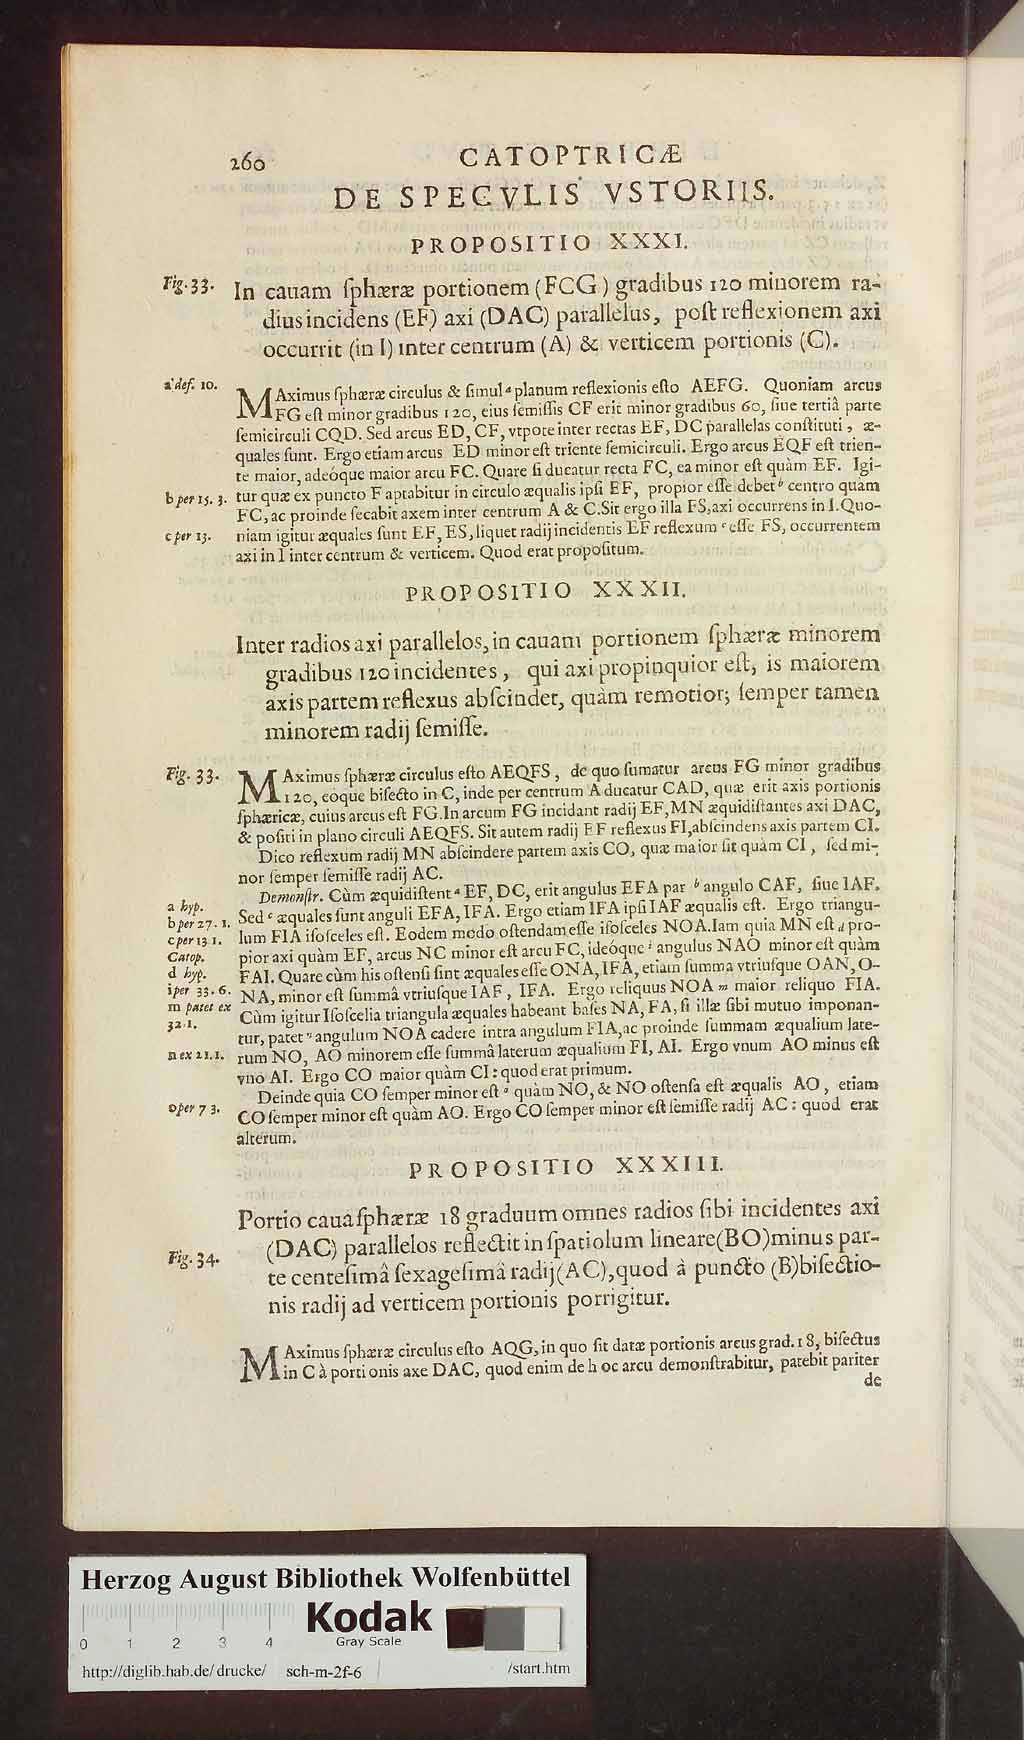 260
CATOPTRICÆ
DE SPECVLIS VSTORIIS.
PROPOSITIO XXXI.
Fig. 33.
In cauam ſphæræ portionem (FCG) gradibus 120 minorem ra-
dius incidens (EF) axi (DAC) parallelus, poſt reflexionem axi
occurrit (in I) inter centrum (A) & verticem portionis (C).
a def. 10.
MAximus ſphæræ circulus & ſimul a planum reflexionis eſto AEFG. Quoniam arcus
FG eſt minor gradibus 120, eius ſemiſſis CF erit minor gradibus 60, ſiue tertiâ parte
ſemicirculi CQD. Sed arcus ED, CF, vtpote inter rectas EF, DC parallelas conſtituti, æ-
quales ſunt. Ergo etiam arcus ED minor eſt triente ſemicirculi. Ergo arcus EQF eſt trien-
te maior, adeóque maior arcu FC. Quare ſi ducatur recta FC, ea minor eſt quàm EF. Igi-
b per 15. 3.
tur quæ ex puncto F aptabitur in circulo æqualis ipſi EF, propior eſſe debet b centro quàm
FC, ac proinde ſecabit axem inter centrum A & C. Sit ergo illa FS, axi occurrens in I. Quo-
c per 13.
niam igitur æquales ſunt EF, ES, liquet radij incidentis EF reflexum c eſſe FS, occurrentem
axi in I inter centrum & verticem. Quod erat propoſitum.
PROPOSITIO XXXII.
Inter radios axi parallelos, in cauam portionem ſphæræ minorem
gradibus 120 incidentes, qui axi propinquior eſt, is maiorem
axis partem reflexus abſcindet, quàm remotior; ſemper tamen
minorem radij ſemiſſe.
Fig. 33.
MAximus ſphæræ circulus eſto AEQFS, de quo ſumatur arcus FG minor gradibus
120, eoque biſecto in C, inde per centrum A ducatur CAD, quæ erit axis portionis
ſphæricæ, cuius arcus eſt FG. In arcum FG incidant radij EF, MN æquidiſtantes axi DAC,
& poſiti in plano circuli AEQFS. Sit autem radij EF reflexus FI, abſcindens axis partem CI.
Dico reflexum radij MN abſcindere partem axis CO, quæ maior ſit quàm CI, ſed mi-
nor ſemper ſemiſſe radij AC.
a hyp.
Demonſtr. Cùm æquidiſtent a EF, DC, erit angulus EFA par b angulo CAF, ſiue IAF.
b per 27. 1.
Sed c æquales ſunt anguli EFA, IFA. Ergo etiam IFA ipſi IAF æqualis eſt. Ergo triangu-
c per 13 1.
lum FIA iſoſceles eſt. Eodem modo oſtendam eſſe iſoſceles NOA. Iam quia MN eſt d pro-
Catop.
pior axi quàm EF, arcus NC minor eſt arcu FC, ideóque i angulus NAO minor eſt quàm
d hyp.
FAI. Quare cùm his oſtenſi ſint æquales eſſe ONA, IFA, etiam ſumma vtriuſque OAN, O-
i per 33. 6.
NA, minor eſt ſummâ vtriuſque IAF, IFA. Ergo reliquus NOA m maior reliquo FIA.
m patet ex
Cùm igitur Iſoſcelia triangula æquales habeant baſes NA, FA, ſi illæ ſibi mutuo imponan-
32. 1.
tur, patet n angulum NOA cadere intra angulum FIA, ac proinde ſummam æqualium late-
n ex 21. 1.
rum NO, AO minorem eſſe ſummâ laterum æqualium FI, AI. Ergo vnum AO minus eſt
vno AI. Ergo CO maior quàm CI: quod erat primum.
Deinde quia CO ſemper minor eſt o quàm NO, & NO oſtenſa eſt æqualis AO, etiam
o per 7 3.
CO ſemper minor eſt quàm AO. Ergo CO ſemper minor eſt ſemiſſe radij AC: quod erat
alterum.
PROPOSITIO XXXIII.
Portio caua ſphæræ 18 graduum omnes radios ſibi incidentes axi
Fig. 34.
(DAC) parallelos reflectit in ſpatiolum lineare (BO) minus par-
te centeſimâ ſexageſimâ radij (AC), quod à puncto (B) biſectio-
nis radij ad verticem portionis porrigitur.
MAximus ſphæræ circulus eſto AQG, in quo ſit datæ portionis arcus grad. 18, biſectus
in C à porti onis axe DAC, quod enim de h oc arcu demonſtrabitur, patebit pariter
de
Herzog August Bibliothek Wolfenbüttel
Kodak
Gray Scale
0 1 2 3 4
http://diglib.hab.de/drucke/ sch-m-2f-6 /start.htm